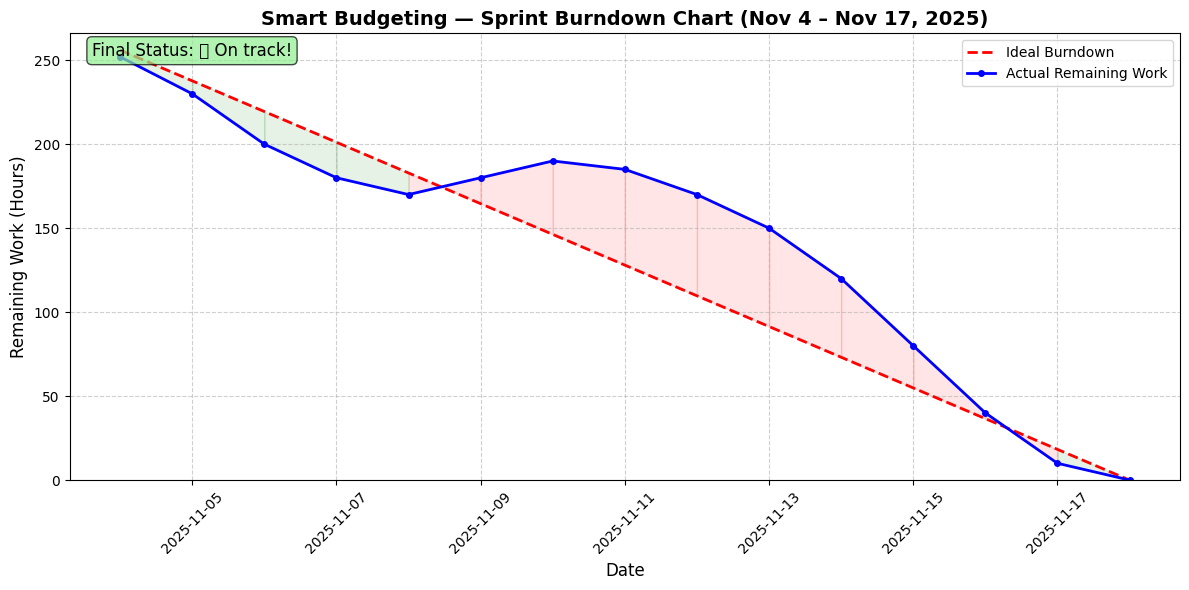 Smart Budgeting — Sprint Burndown Chart (Nov 4 – Nov 17, 2025)
Final Status: ▯ On track!
Ideal Burndown
Actual Remaining Work
Remaining Work (Hours)
250
200
150
100
50
0
2025-11-05
2025-11-07
2025-11-09
2025-11-11
2025-11-13
2025-11-15
2025-11-17
Date